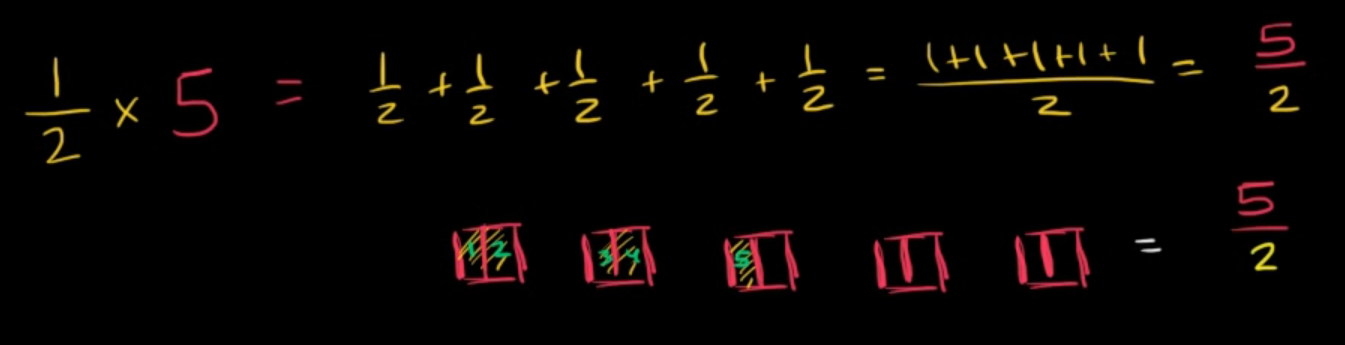 1/2 × 5 = 1/2 + 1/2 + 1/2 + 1/2 + 1/2 = (1+1+1+1+1)/2 = 5/2
1 2 3 4 5 = 5/2